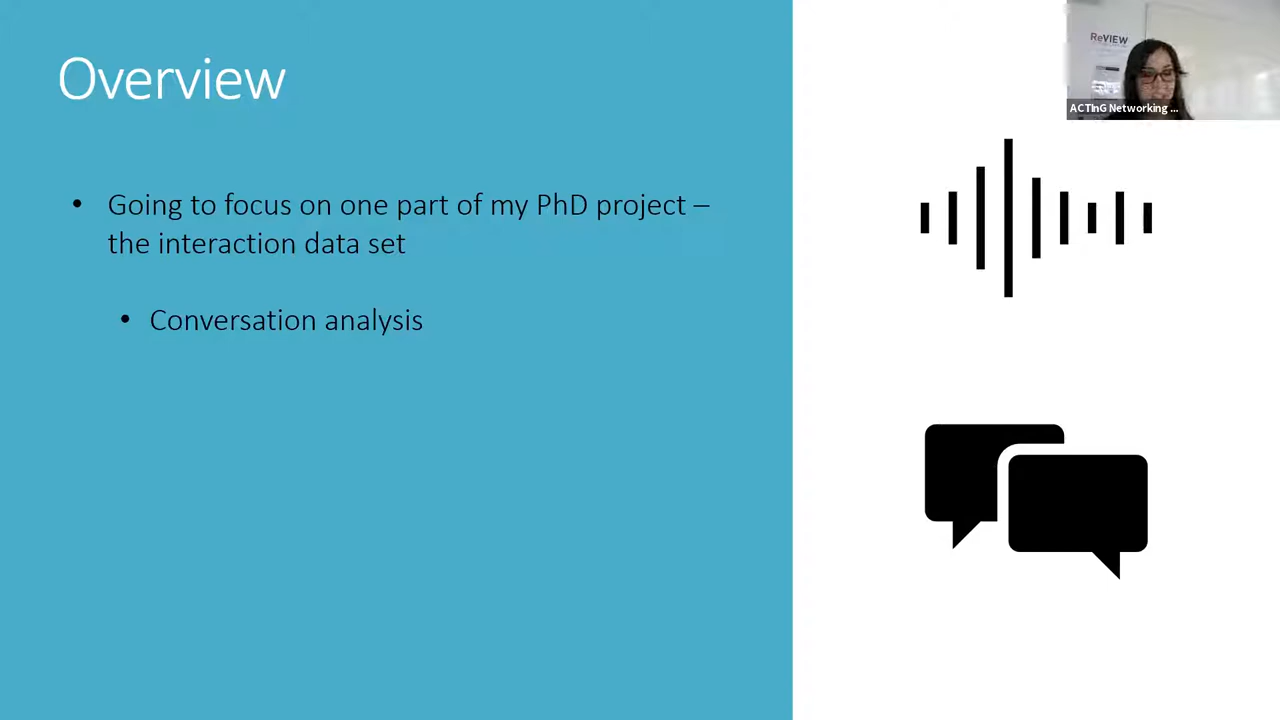 Overview
• Going to focus on one part of my PhD project –
the interaction data set
• Conversation analysis
ReVIEW
ACTInG Networking ...